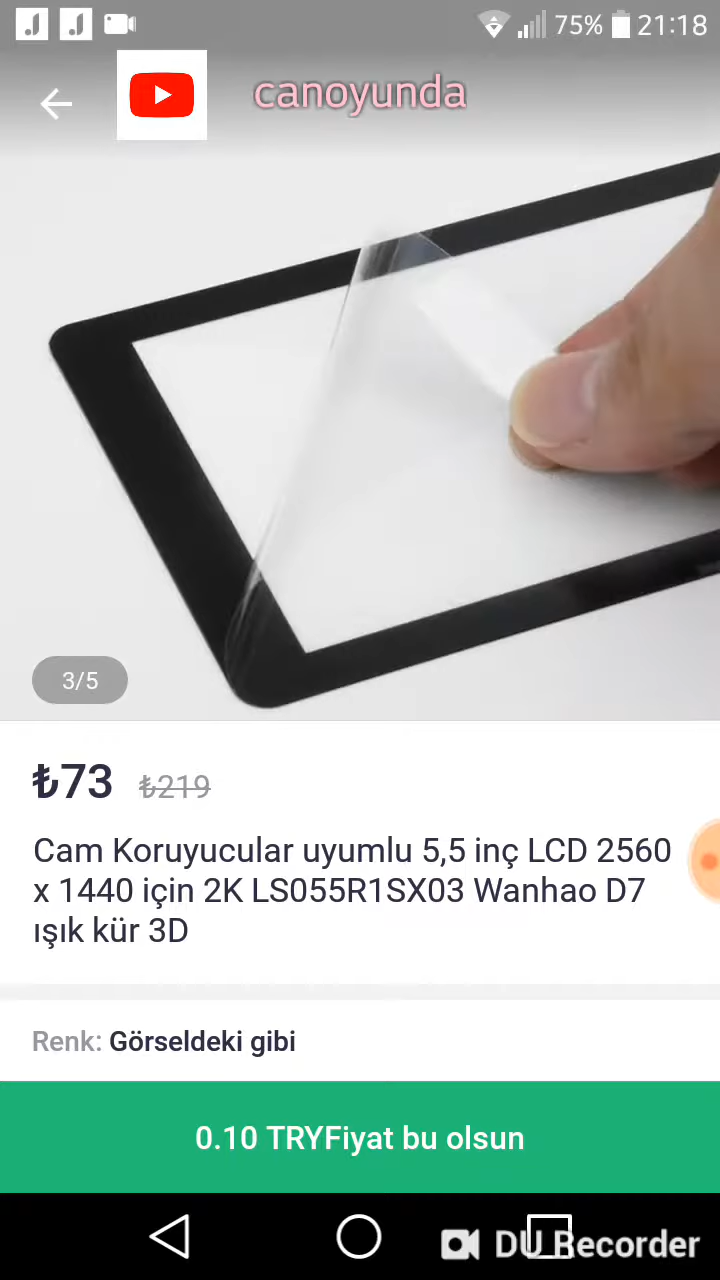 75% 21:18
canoyunda
3/5
₺73 ₺219
Cam Koruyucular uyumlu 5,5 inç LCD 2560
x 1440 için 2K LS055R1SX03 Wanhao D7
ışık kür 3D
Renk: Görseldeki gibi
0.10 TRYFiyat bu olsun
DU Recorder